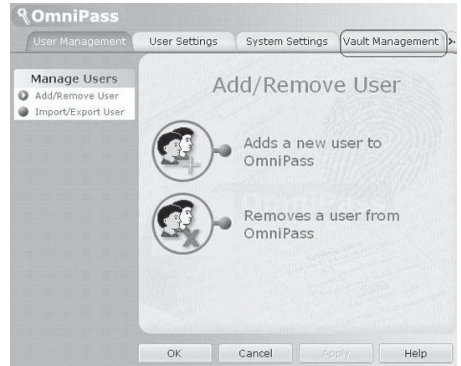 OmniPass
User Management
User Settings
System Settings
Vault Management
Manage Users
Add/Remove User
Import/Export User
Add/Remove User
Adds a new user to
OmniPass
Removes a user from
OmniPass
OK
Cancel
Apply
Help